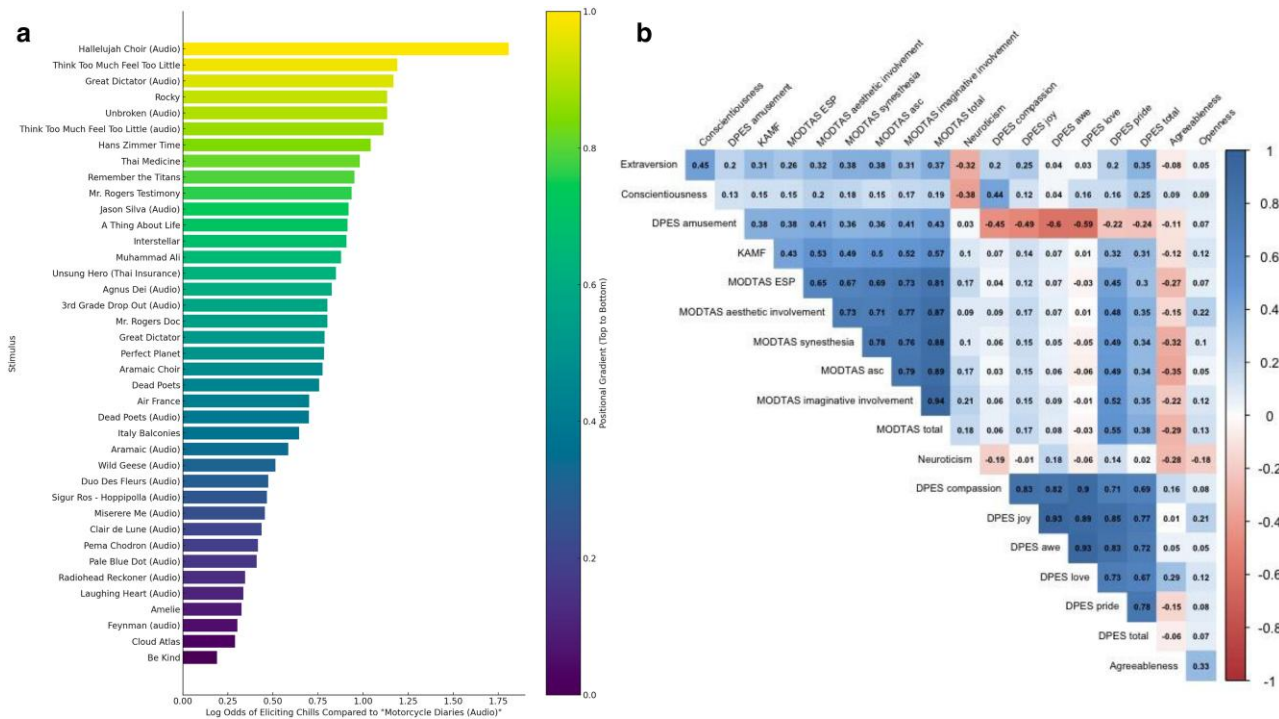 a
Hallelujah Choir (Audio)
Think Too Much Feel Too Little
Great Dictator (Audio)
Rocky
Unbroken (Audio)
Think Too Much Feel Too Little (audio)
Hans Zimmer Time
Thai Medicine
Remember the Titans
Mr. Rogers Testimony
Jason Silva (Audio)
A Thing About Life
Interstellar
Muhammad Ali
Unsung Hero (Thai Insurance)
Agnus Dei (Audio)
3rd Grade Drop Out (Audio)
Mr. Rogers Doc
Great Dictator
Perfect Planet
Aramaic Choir
Dead Poets
Air France
Dead Poets (Audio)
Italy Balconies
Aramaic (Audio)
Wild Geese (Audio)
Duo Des Fleurs (Audio)
Sigur Ros - Hoppipolla (Audio)
Miserere Me (Audio)
Clair de Lune (Audio)
Pema Chodron (Audio)
Pale Blue Dot (Audio)
Radiohead Reckoner (Audio)
Laughing Heart (Audio)
Amelie
Feynman (audio)
Cloud Atlas
Be Kind
Stimulus
0.00 0.25 0.50 0.75 1.00 1.25 1.50 1.75
Log Odds of Eliciting Chills Compared to "Motorcycle Diaries (Audio)"
1.0
0.8
0.6
0.4
0.2
0.0
Positional Gradient (Top to Bottom)
b
Conscientiousness
DPES amusement
KAMF
MODTAS ESP
MODTAS aesthetic involvement
MODTAS synesthesia
MODTAS asc
MODTAS imaginative involvement
MODTAS total
Neuroticism
DPES compassion
DPES joy
DPES awe
DPES love
DPES pride
DPES total
Agreeableness
Openness
Extraversion 0.45 0.2 0.31 0.26 0.32 0.38 0.38 0.31 0.37 -0.32 0.2 0.25 0.04 0.03 0.2 0.35 -0.08 0.05
Conscientiousness 0.13 0.15 0.15 0.2 0.18 0.15 0.17 0.19 -0.38 0.44 0.12 0.04 0.16 0.16 0.25 0.09 0.09
DPES amusement 0.38 0.38 0.41 0.36 0.36 0.41 0.43 0.03 -0.45 -0.49 -0.6 -0.59 -0.22 -0.24 -0.11 0.07
KAMF 0.43 0.53 0.49 0.5 0.52 0.57 0.1 0.07 0.14 0.07 0.01 0.32 0.31 -0.12 0.12
MODTAS ESP 0.65 0.67 0.69 0.73 0.81 0.17 0.04 0.12 0.07 -0.03 0.45 0.3 -0.27 0.07
MODTAS aesthetic involvement 0.73 0.71 0.77 0.87 0.09 0.09 0.17 0.07 0.01 0.48 0.35 -0.15 0.22
MODTAS synesthesia 0.78 0.76 0.88 0.1 0.06 0.15 0.05 -0.05 0.49 0.34 -0.32 0.1
MODTAS asc 0.79 0.89 0.17 0.03 0.15 0.06 -0.06 0.49 0.34 -0.35 0.05
MODTAS imaginative involvement 0.94 0.21 0.06 0.15 0.09 -0.01 0.52 0.35 -0.22 0.12
MODTAS total 0.18 0.06 0.17 0.08 -0.03 0.55 0.38 -0.29 0.13
Neuroticism -0.19 -0.01 0.18 -0.06 0.14 0.02 -0.28 -0.18
DPES compassion 0.83 0.82 0.9 0.71 0.69 0.16 0.08
DPES joy 0.93 0.89 0.85 0.77 0.01 0.21
DPES awe 0.93 0.83 0.72 0.05 0.05
DPES love 0.73 0.67 0.29 0.12
DPES pride 0.78 -0.15 0.08
DPES total -0.06 0.07
Agreeableness 0.33
1
0.8
0.6
0.4
0.2
0
-0.2
-0.4
-0.6
-0.8
-1